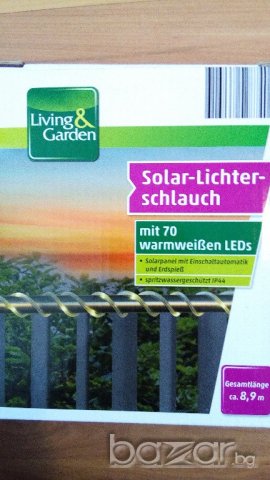 Living &
Garden
Solar-Lichter-
schlauch
mit 70
warmweißen LEDs
• Solarpanel mit Einschaltautomatik
und Erdspieß
• spritzwassergeschützt IP44
Gesamtlänge
ca. 8,9 m
bazar.bg